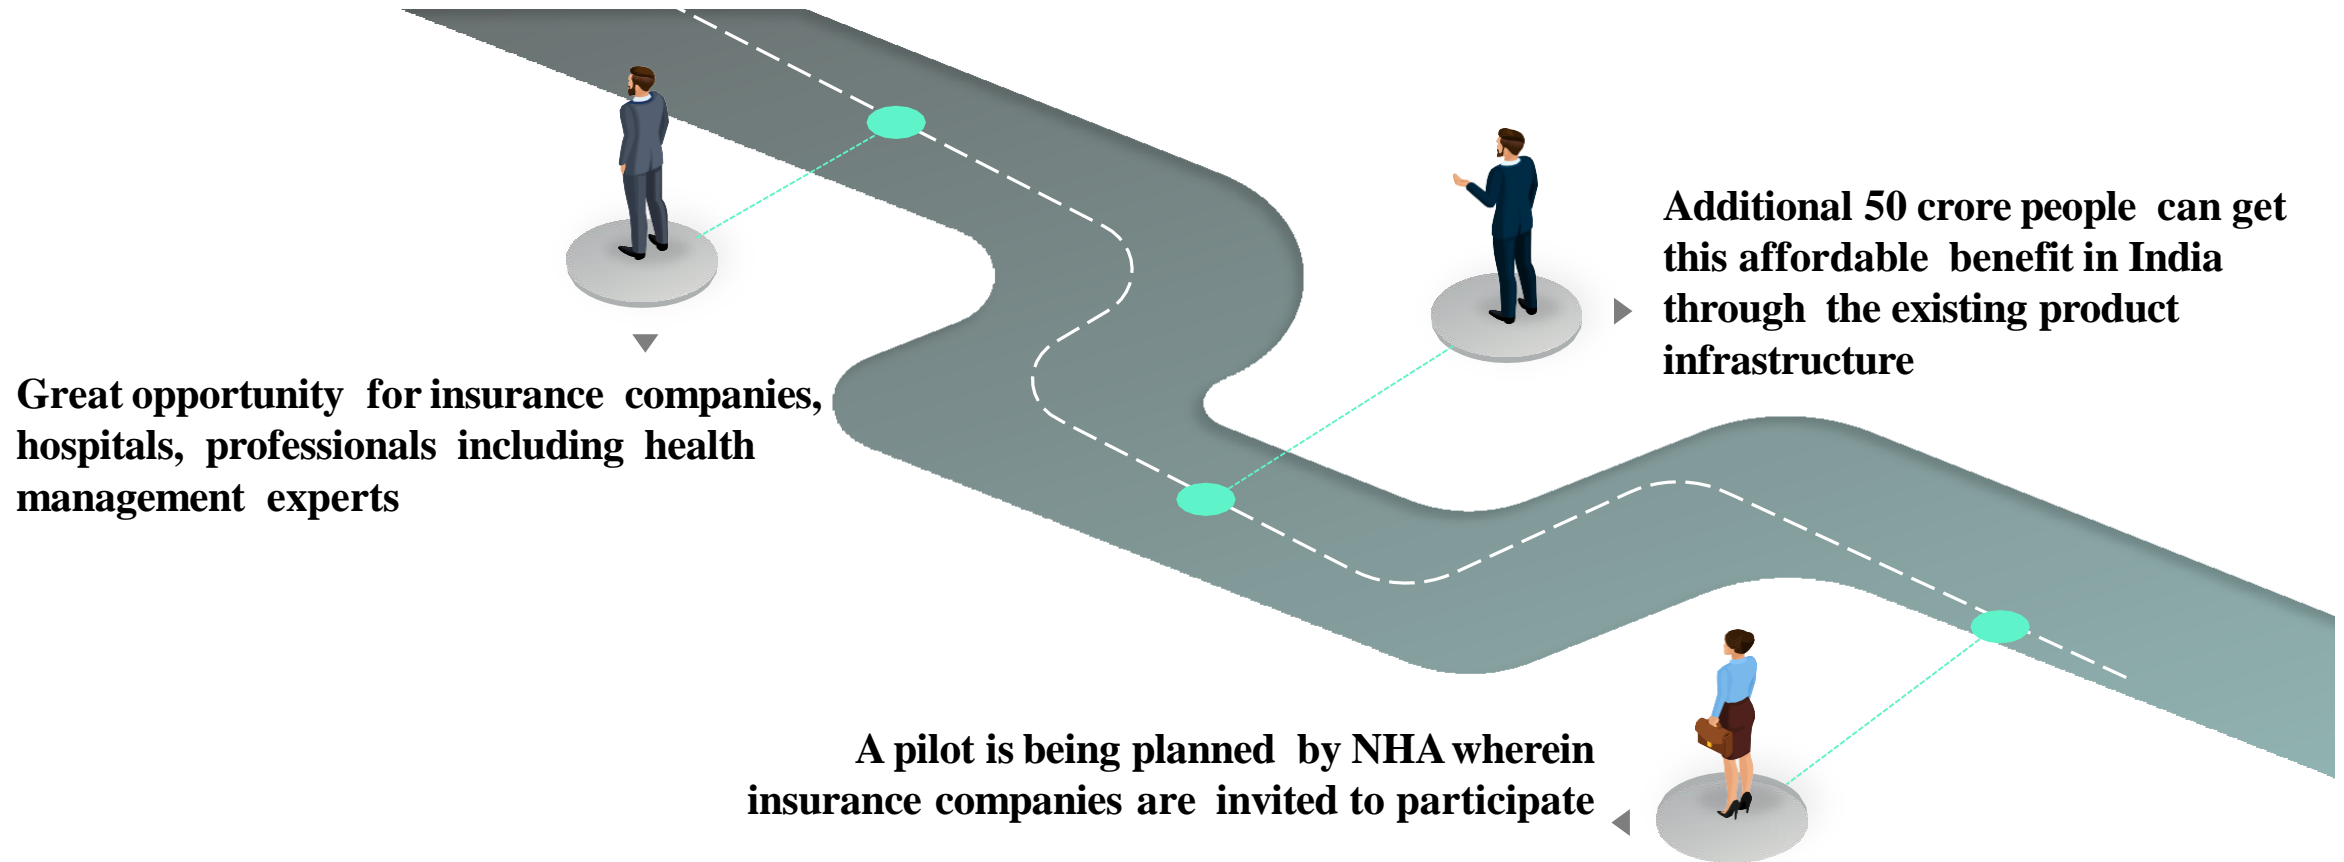 Great opportunity for insurance companies,
hospitals, professionals including health
management experts
Additional 50 crore people can get
this affordable benefit in India
through the existing product
infrastructure
A pilot is being planned by NHA wherein
insurance companies are invited to participate